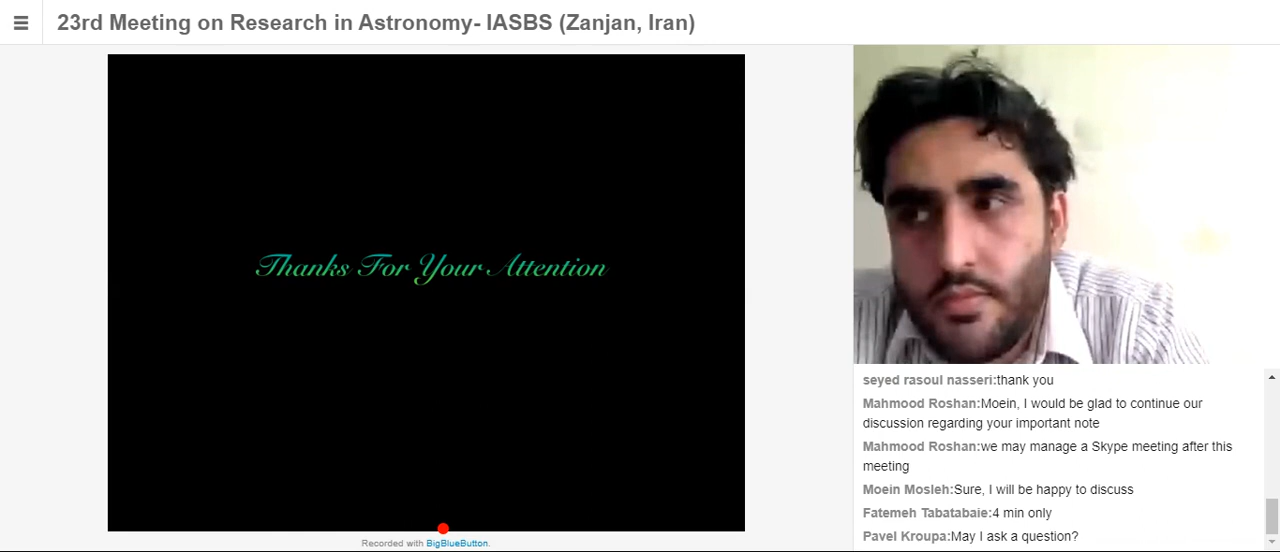 23rd Meeting on Research in Astronomy- IASBS (Zanjan, Iran)
Thanks For Your Attention
Recorded with BigBlueButton.
seyed rasoul nasseri:thank you
Mahmood Roshan:Moein, I would be glad to continue our
discussion regarding your important note
Mahmood Roshan:we may manage a Skype meeting after this
meeting
Moein Mosleh:Sure, I will be happy to discuss
Fatemeh Tabatabaie:4 min only
Pavel Kroupa:May I ask a question?